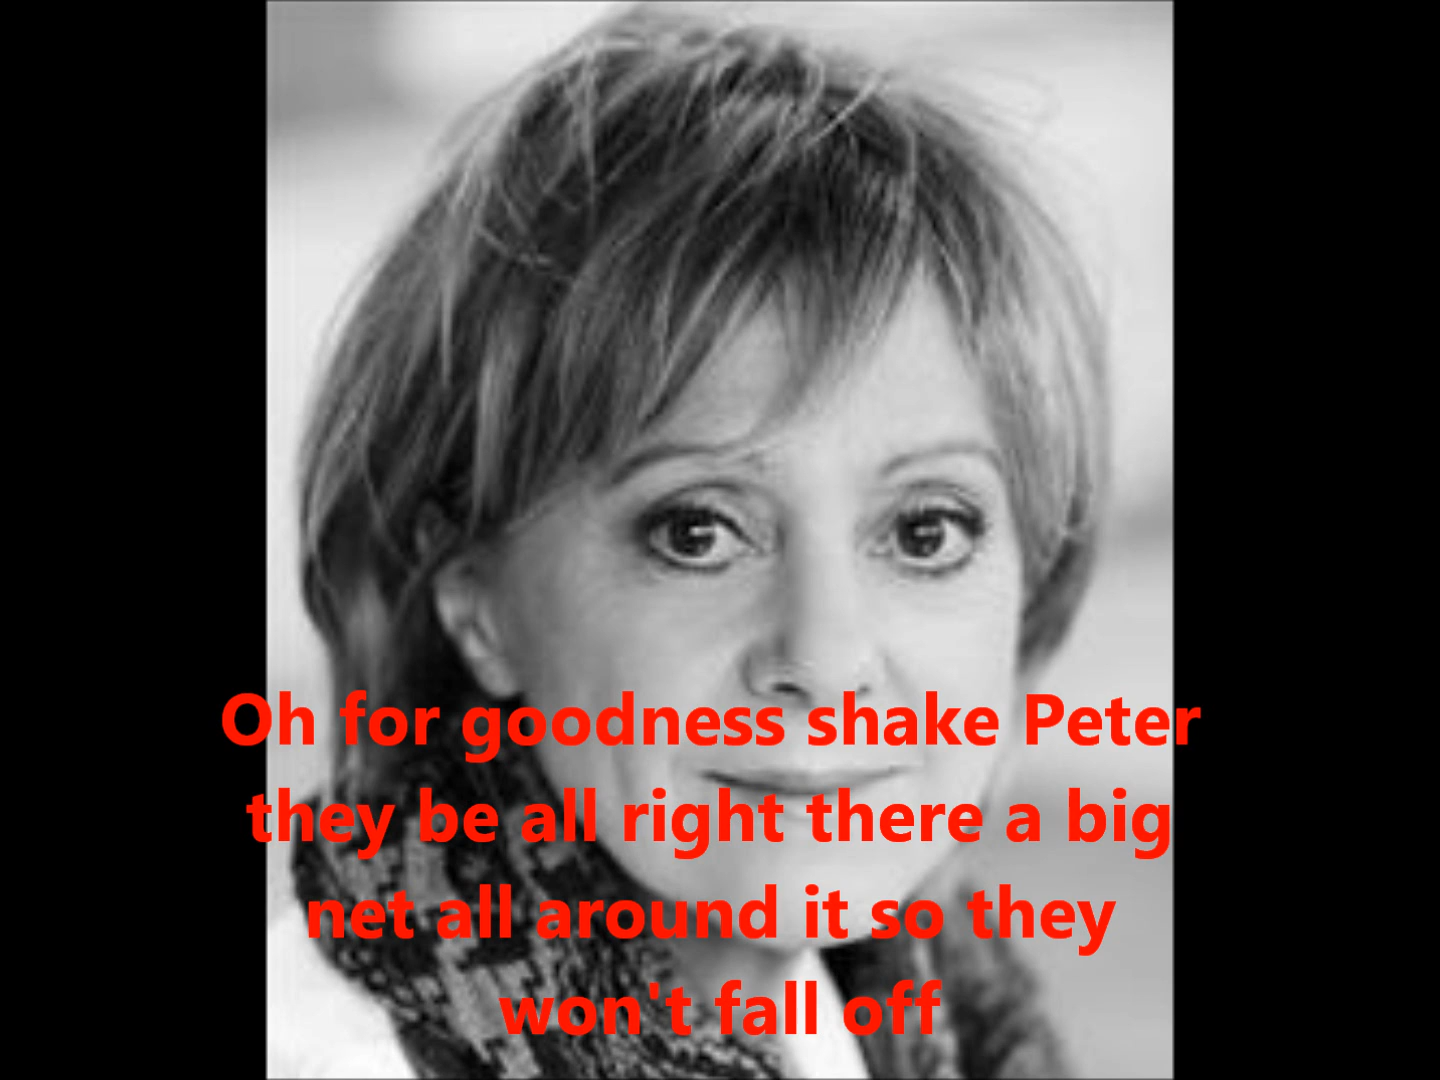 Oh for goodness shake Peter
they be all right there a big
net all around it so they
won't fall off